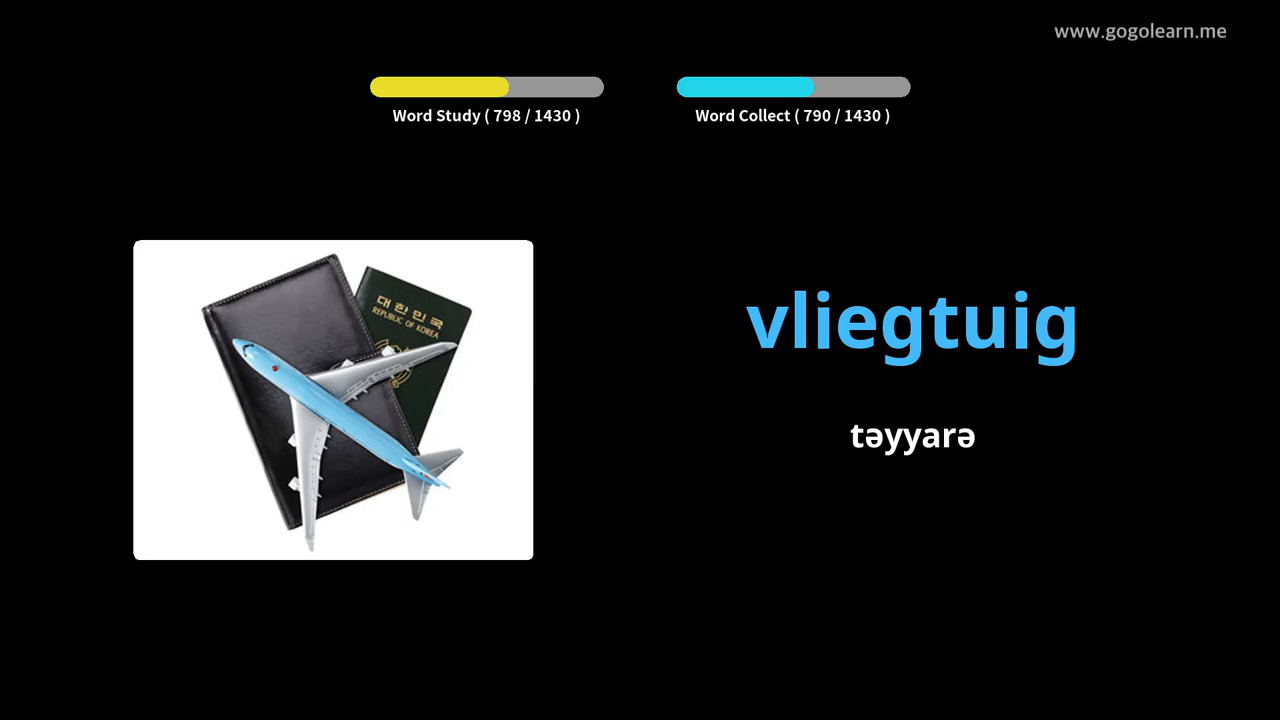 www.gogolearn.me
Word Study ( 798 / 1430 )
Word Collect ( 790 / 1430 )
대한민국
REPUBLIC OF KOREA
vliegtuig
təyyarə